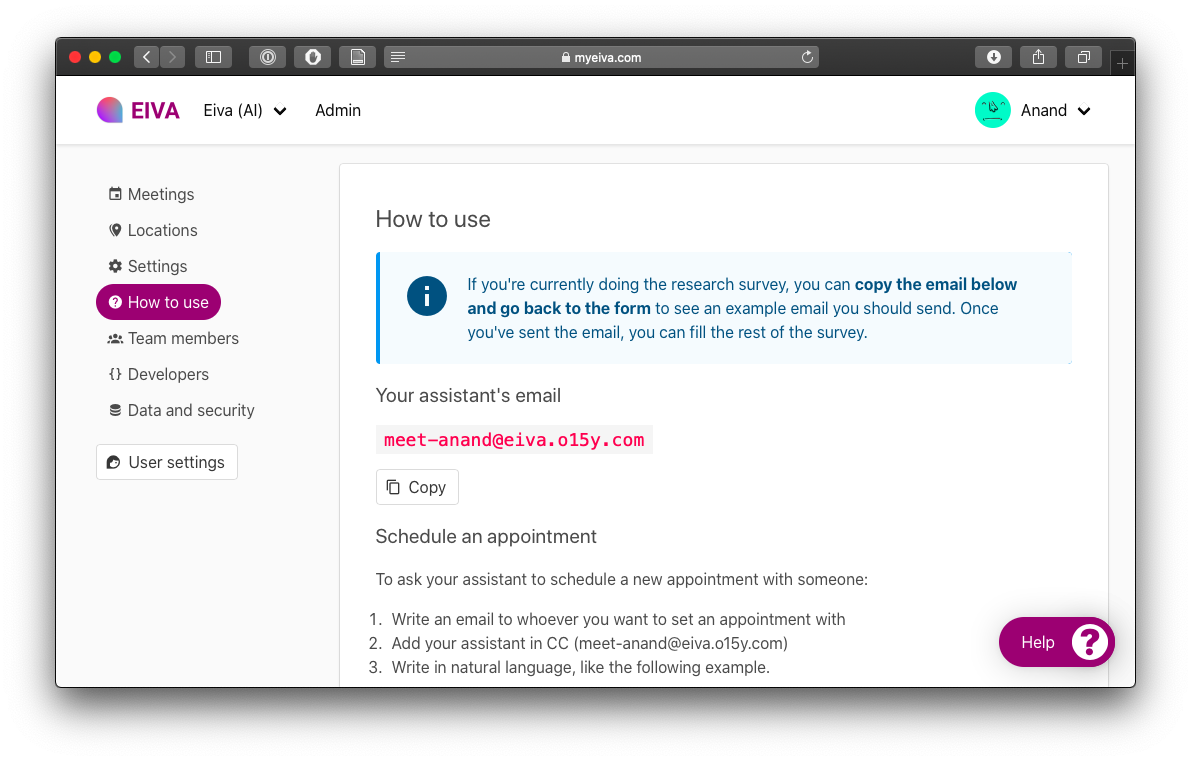 myeiva.com
EIVA
Eiva (AI)
Admin
Anand
Meetings
Locations
Settings
How to use
Team members
{} Developers
Data and security
User settings
How to use
If you're currently doing the research survey, you can copy the email below
and go back to the form to see an example email you should send. Once
you've sent the email, you can fill the rest of the survey.
Your assistant's email
meet-anand@eiva.o15y.com
Copy
Schedule an appointment
To ask your assistant to schedule a new appointment with someone:
1. Write an email to whoever you want to set an appointment with
2. Add your assistant in CC (meet-anand@eiva.o15y.com)
3. Write in natural language, like the following example.
Help ?